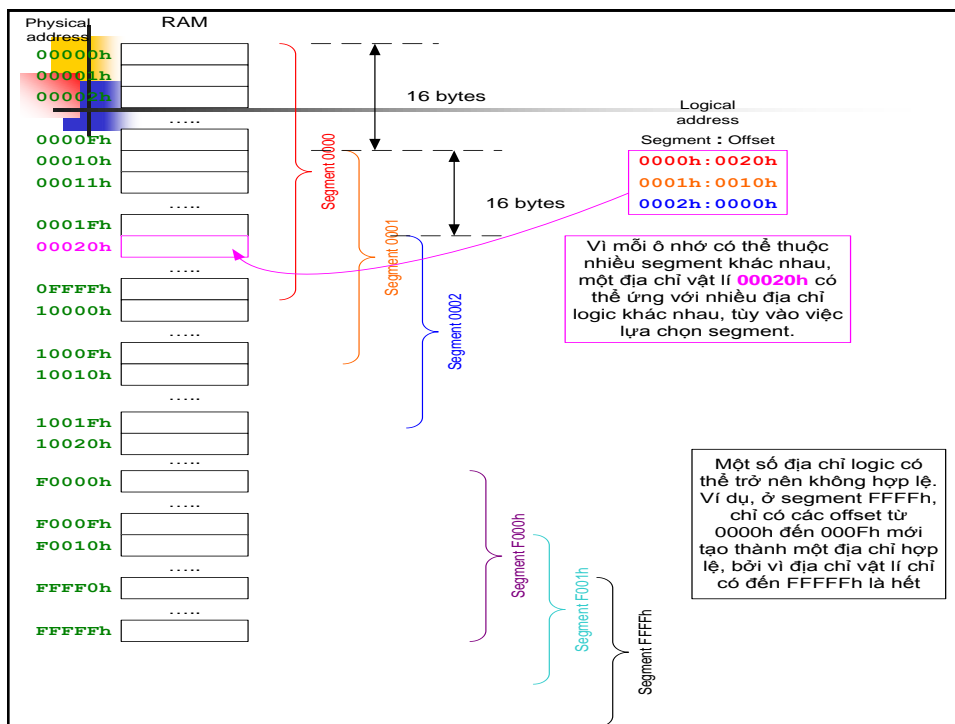 Physical
address
RAM
00000h
00001h
00002h
.....
0000Fh
00010h
00011h
.....
0001Fh
00020h
.....
0FFFFh
10000h
.....
1000Fh
10010h
.....
1001Fh
10020h
.....
F0000h
.....
F000Fh
F0010h
.....
FFFF0h
.....
FFFFFh
Segment 0000
Segment 0001
Segment 0002
Segment F000h
Segment F001h
Segment FFFFh
16 bytes
16 bytes
Logical
address
Segment : Offset
0000h:0020h
0001h:0010h
0002h:0000h
Vì mỗi ô nhớ có thể thuộc
nhiều segment khác nhau,
một địa chỉ vật lí 00020h có
thể ứng với nhiều địa chỉ
logic khác nhau, tùy vào việc
lựa chọn segment.
Một số địa chỉ logic có
thể trở nên không hợp lệ.
Ví dụ, ở segment FFFFh,
chỉ có các offset từ
0000h đến 000Fh mới
tạo thành một địa chỉ hợp
lệ, bởi vì địa chỉ vật lí chỉ
có đến FFFFFh là hết